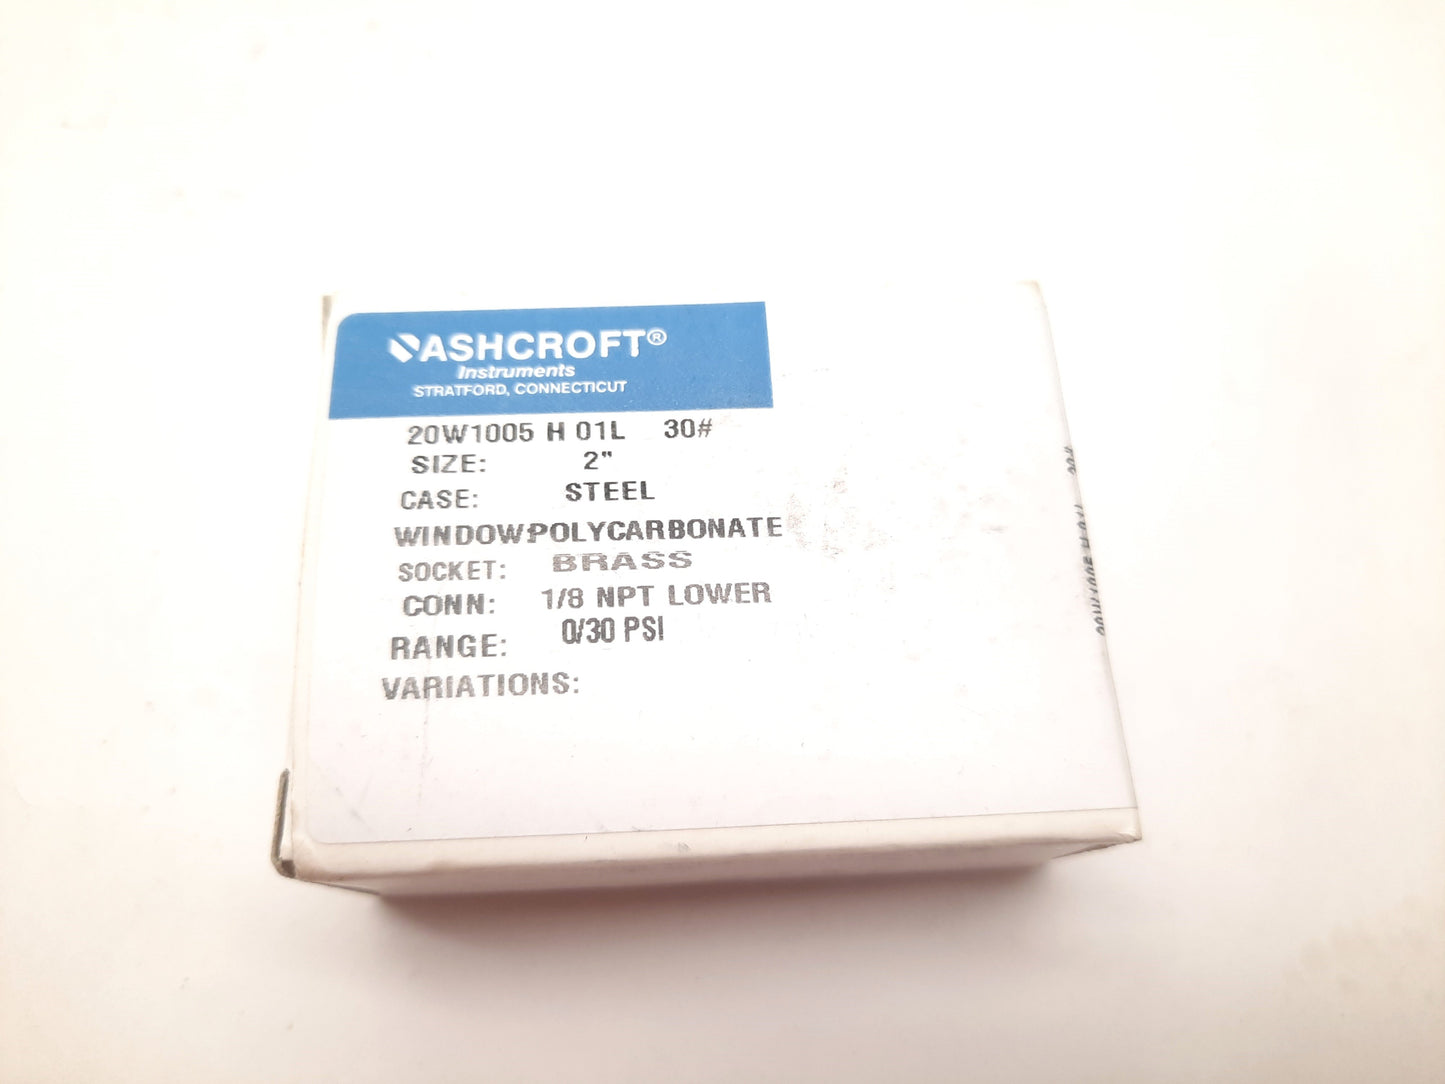 ASHCROFT®
Instruments
STRATFORD, CONNECTICUT
20W1005 H 01L 30#
SIZE: 2"
CASE: STEEL
WINDOW:POLYCARBONATE
SOCKET: BRASS
CONN: 1/8 NPT LOWER
RANGE: 0/30 PSI
VARIATIONS: